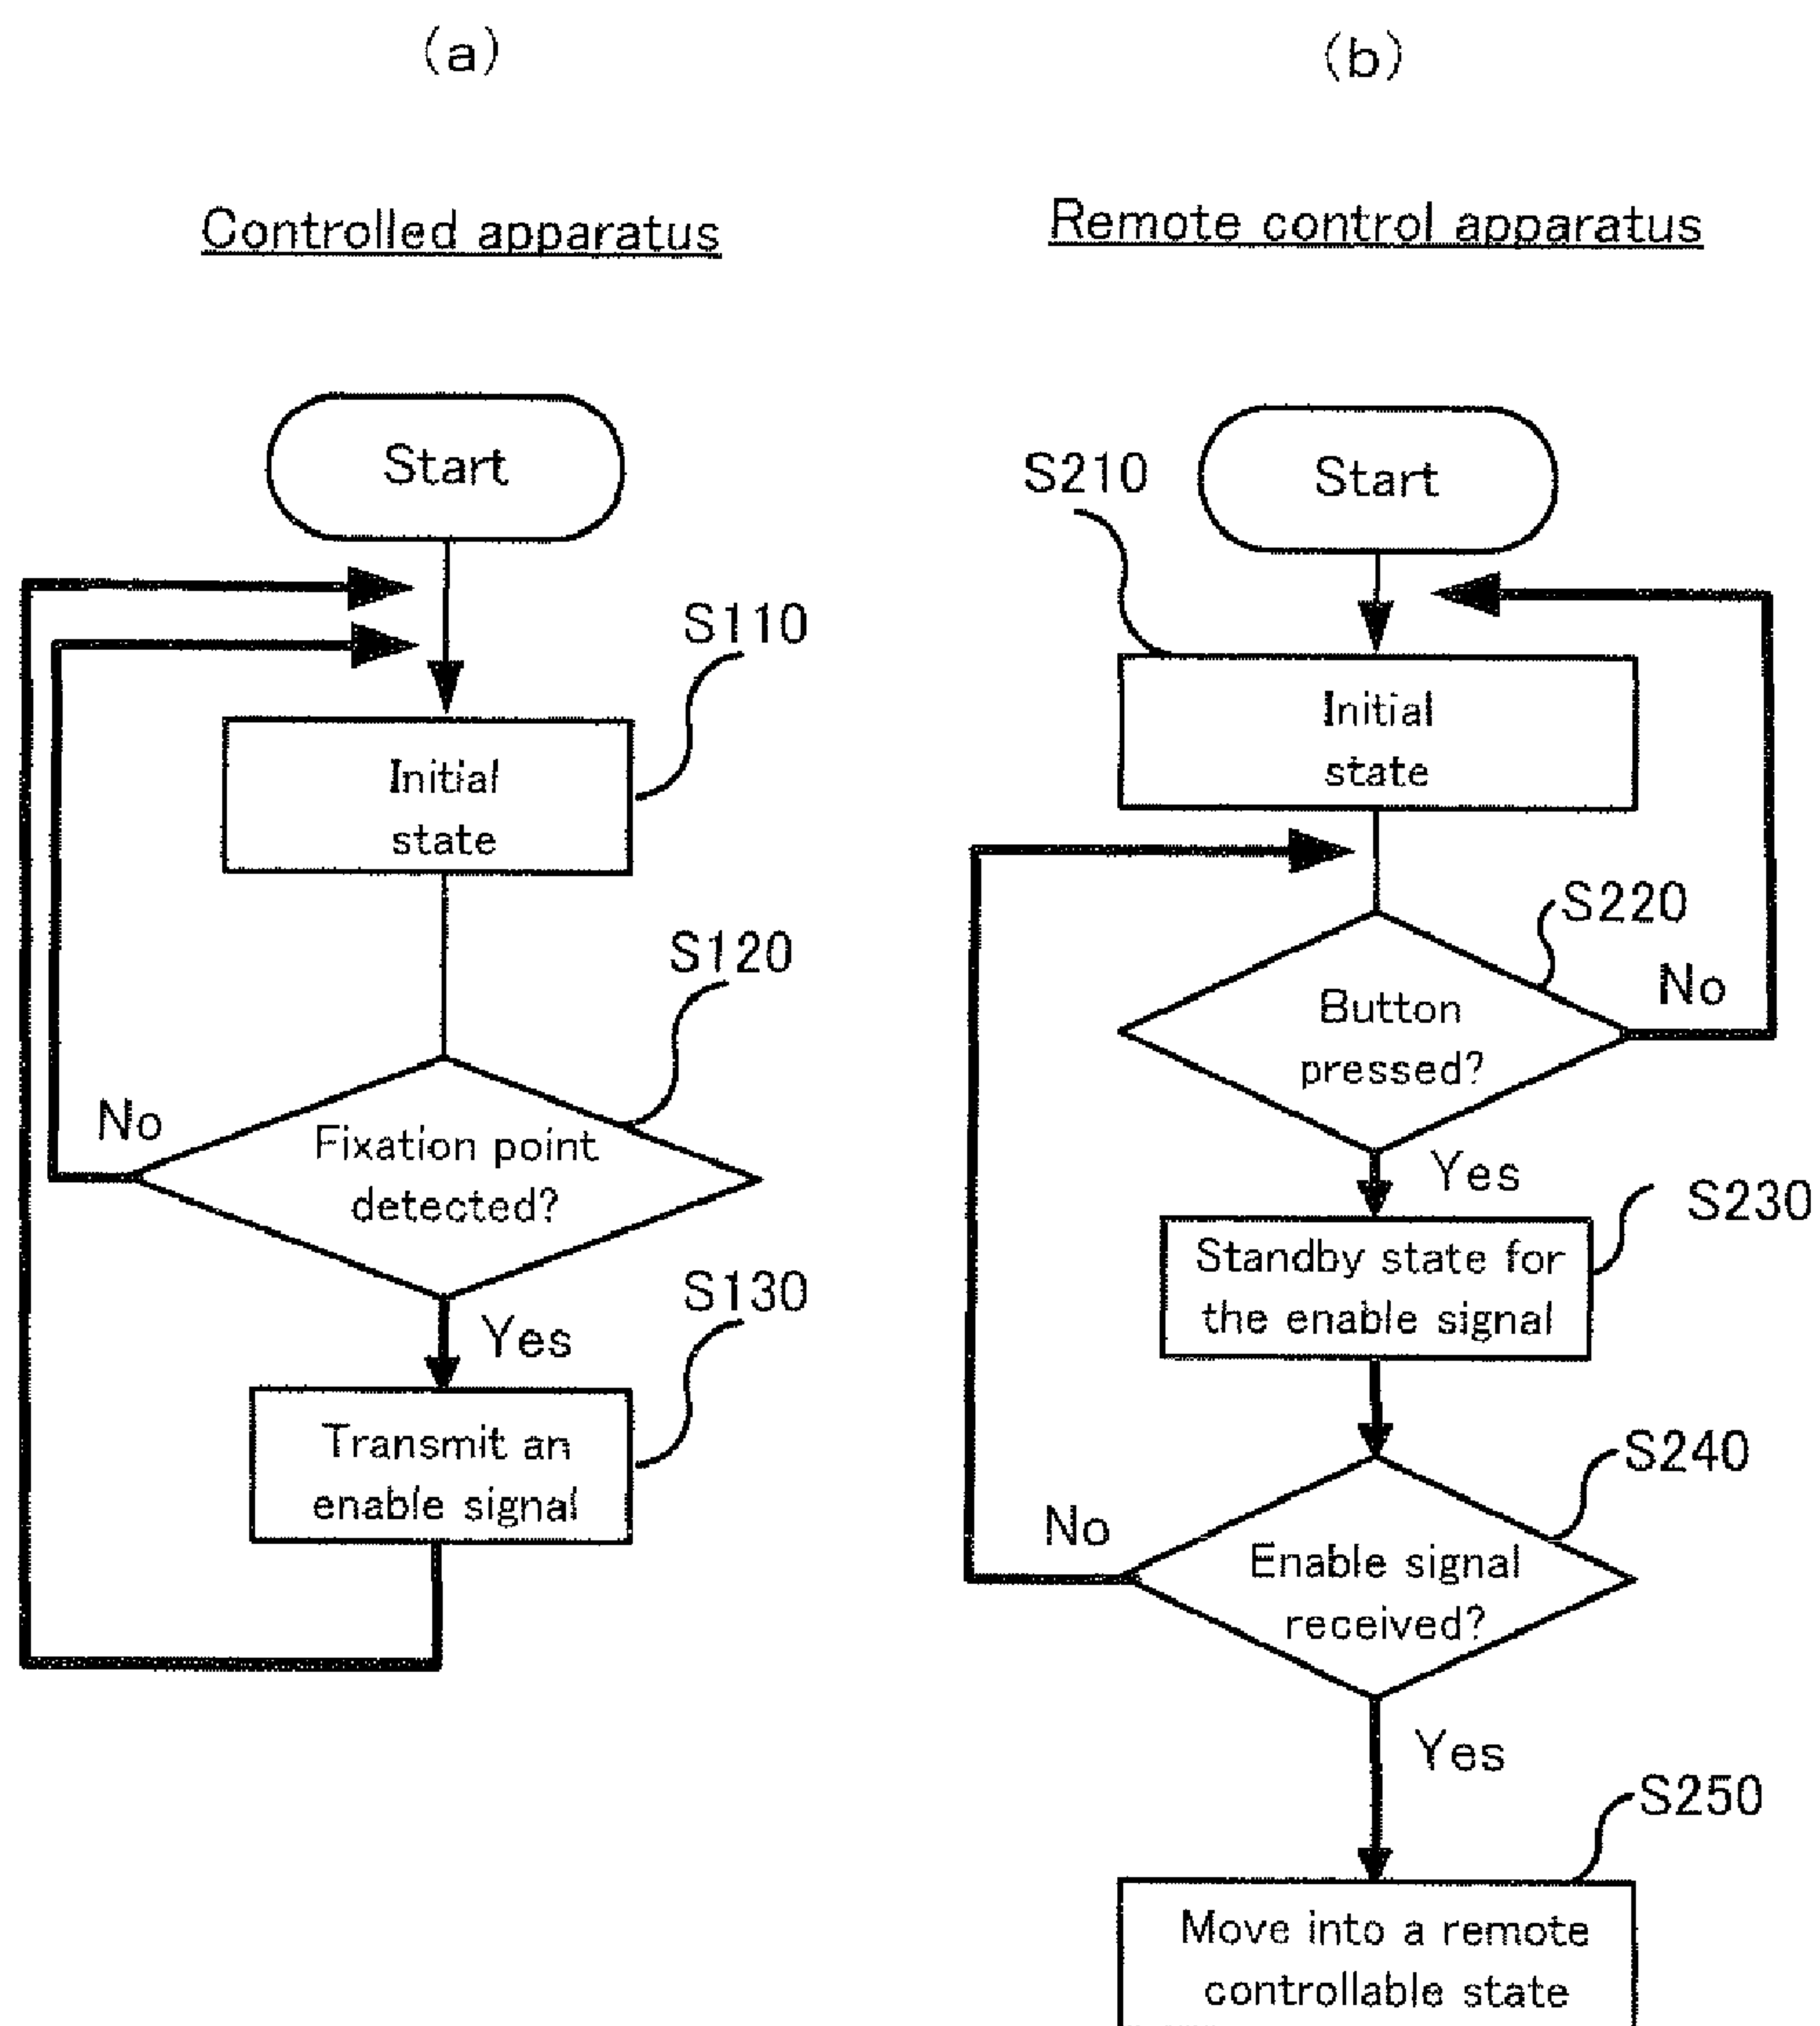 (a)
Controlled apparatus
Start
S110
Initial
state
S120
No
Fixation point
detected?
Yes
S130
Transmit an
enable signal
(b)
Remote control apparatus
S210
Start
Initial
state
S220
No
Button
pressed?
Yes
S230
Standby state for
the enable signal
S240
No
Enable signal
received?
Yes
S250
Move into a remote
controllable state